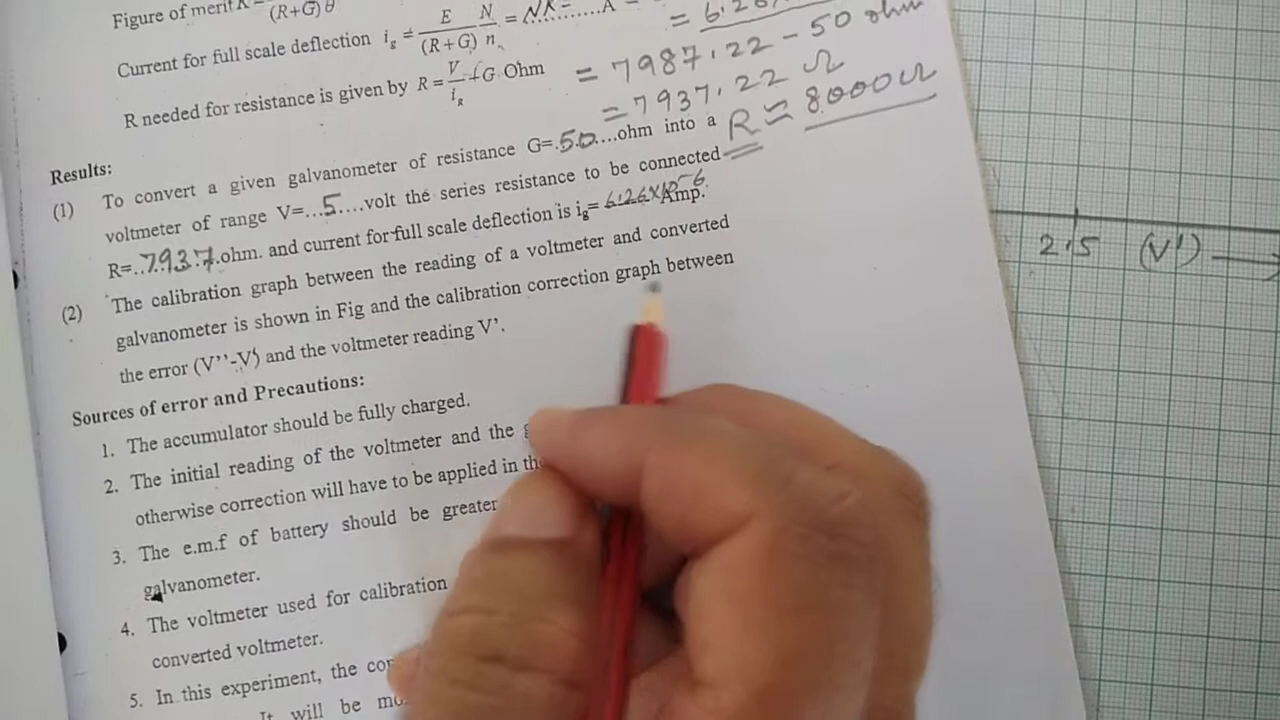 Figure of merit K =
(R+G) θ
Current for full scale deflection i_g = E/(R+G) N/n = NK= ..........A
R needed for resistance is given by R = V/i_g - G Ohm
= 7987.22 - 50 ohm
= 7937.22 Ω
R ≈ 8000Ω
Results:
(1) To convert a given galvanometer of resistance G=.50....ohm into a
voltmeter of range V=...5....volt the series resistance to be connected
R=..7937.ohm. and current for full scale deflection is i_g= 6.26×10^-6 Amp.
(2) The calibration graph between the reading of a voltmeter and converted
galvanometer is shown in Fig and the calibration correction graph between
the error (V''-V') and the voltmeter reading V'.
Sources of error and Precautions:
1. The accumulator should be fully charged.
2. The initial reading of the voltmeter and the
otherwise correction will have to be applied in the
3. The e.m.f of battery should be greater
galvanometer.
4. The voltmeter used for calibration
converted voltmeter.
5. In this experiment, the
It will be
2.5 (V') →